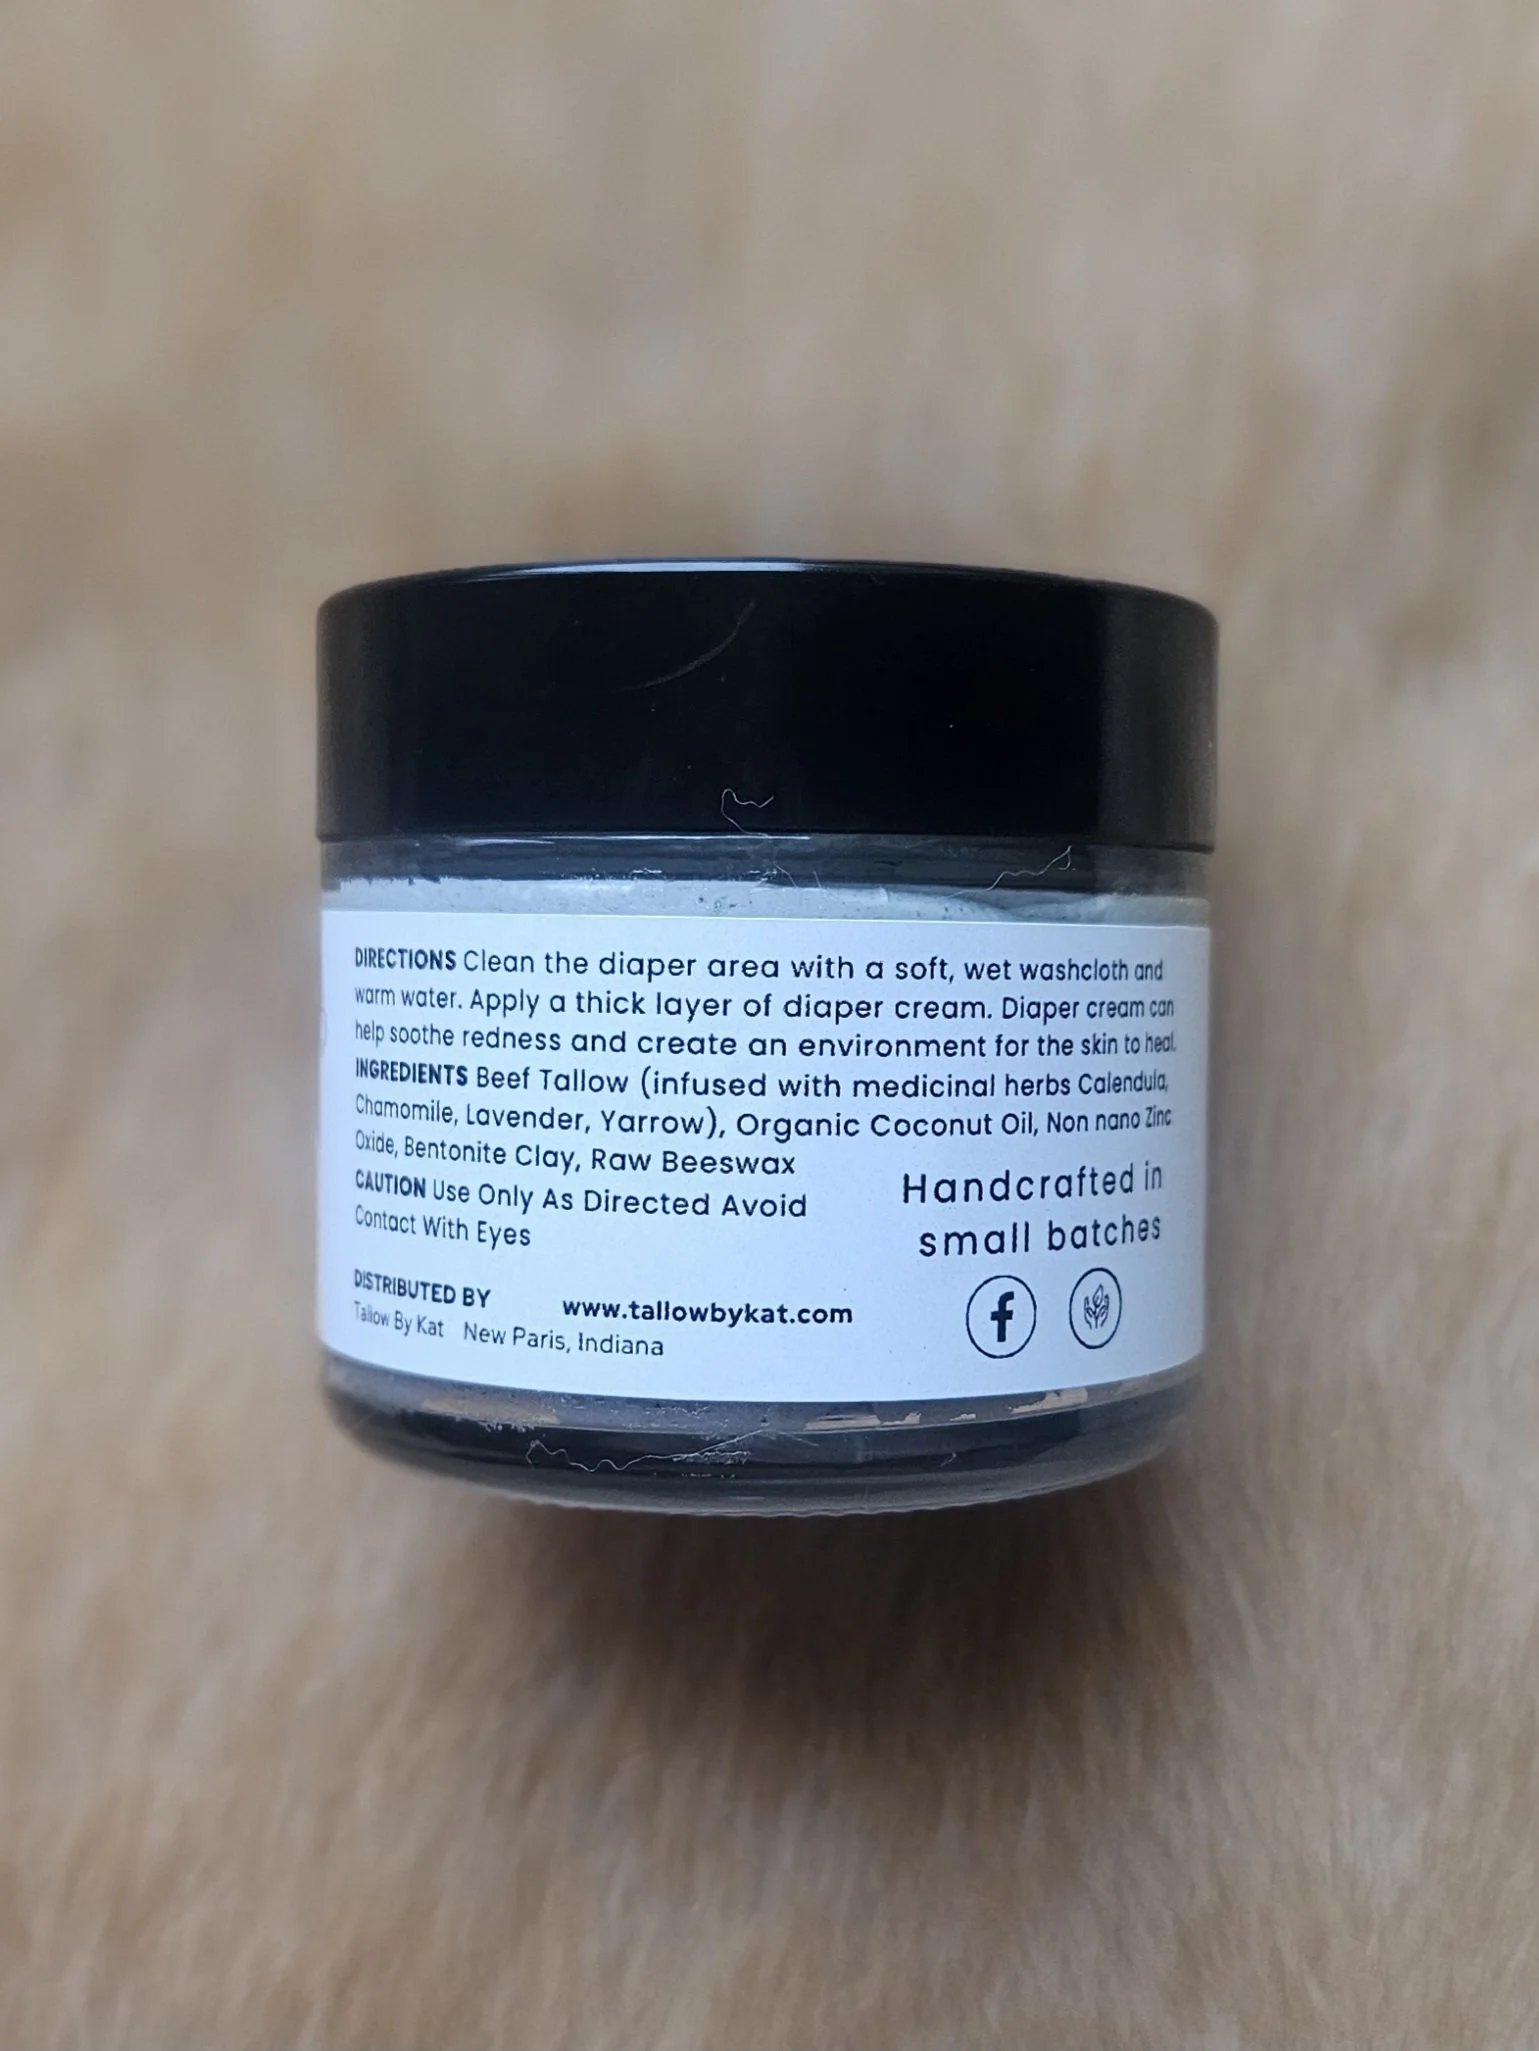 DIRECTIONS Clean the diaper area with a soft, wet washcloth and
warm water. Apply a thick layer of diaper cream. Diaper cream can
help soothe redness and create an environment for the skin to heal.
INGREDIENTS Beef Tallow (infused with medicinal herbs Calendula,
Chamomile, Lavender, Yarrow), Organic Coconut Oil, Non nano Zinc
Oxide, Bentonite Clay, Raw Beeswax
CAUTION Use Only As Directed Avoid
Contact With Eyes
Handcrafted in
small batches
DISTRIBUTED BY
Tallow By Kat New Paris, Indiana
www.tallowbykat.com
f